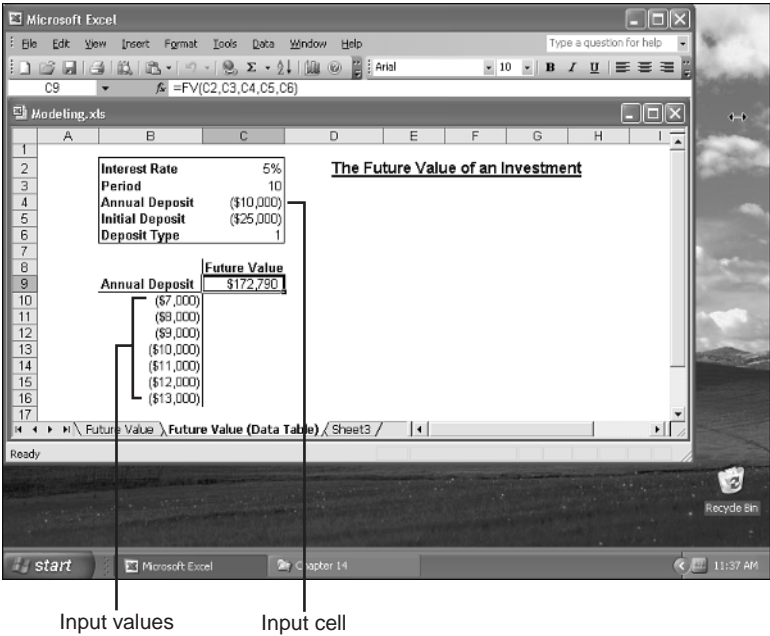 Microsoft Excel
File Edit View Insert Format Tools Data Window Help Type a question for help
Arial 10 B I U
C9 fx =FV(C2,C3,C4,C5,C6)
Modeling.xls
A B C D E F G H I
1
2 Interest Rate 5% The Future Value of an Investment
3 Period 10
4 Annual Deposit ($10,000)
5 Initial Deposit ($25,000)
6 Deposit Type 1
7
8 Future Value
9 Annual Deposit $172,790
10 ($7,000)
11 ($8,000)
12 ($9,000)
13 ($10,000)
14 ($11,000)
15 ($12,000)
16 ($13,000)
17
Future Value Future Value (Data Table) Sheet3
Ready
Recycle Bin
start Microsoft Excel Chapter 14 11:37 AM
Input values Input cell